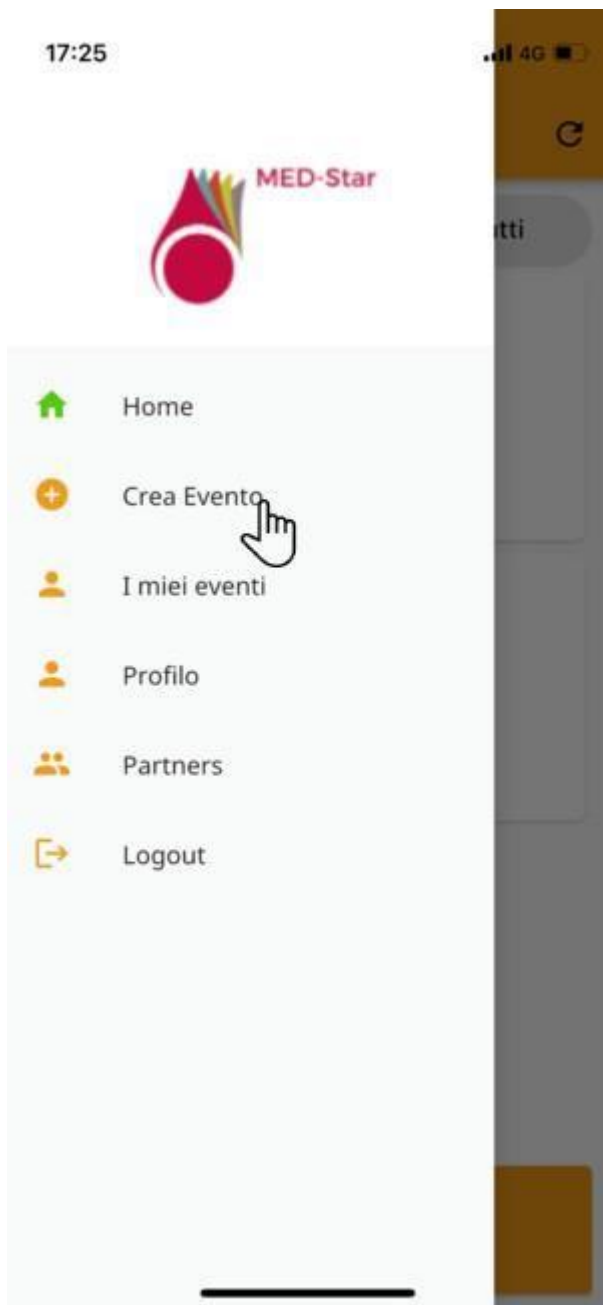 17:25
4G
MED-Star
Home
Crea Evento
I miei eventi
Profilo
Partners
Logout